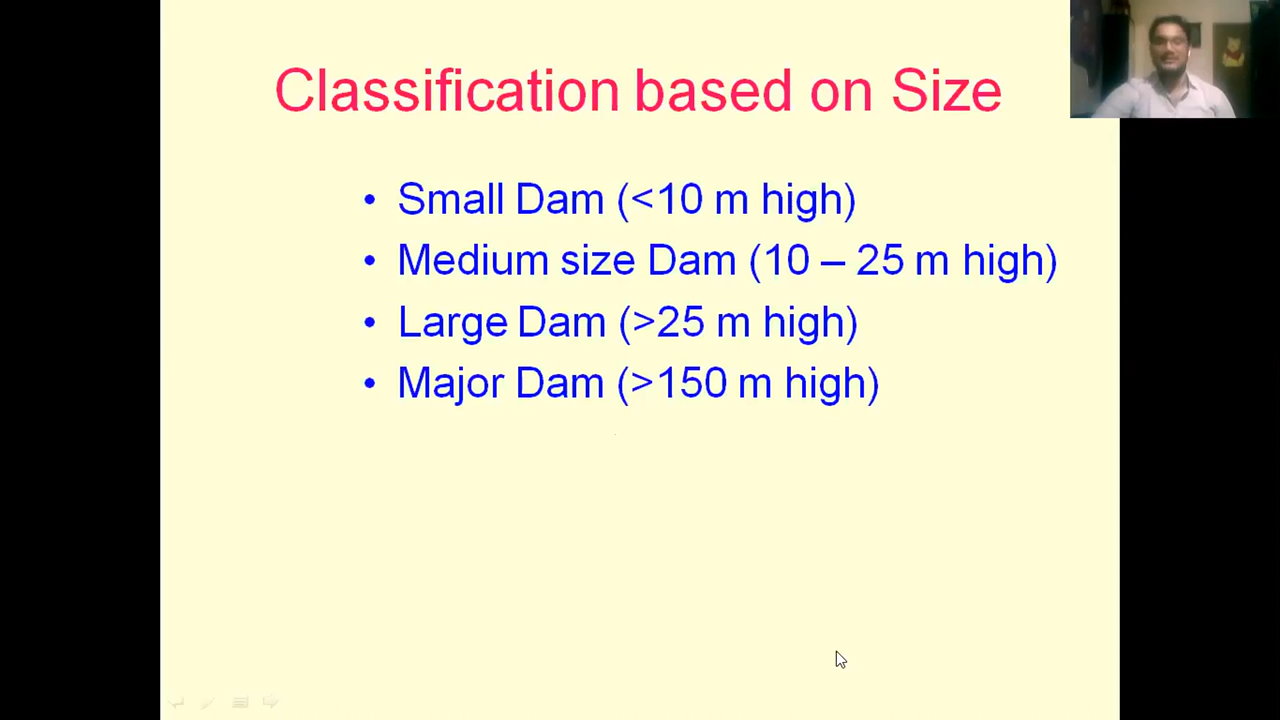 Classification based on Size
• Small Dam (<10 m high)
• Medium size Dam (10 – 25 m high)
• Large Dam (>25 m high)
• Major Dam (>150 m high)